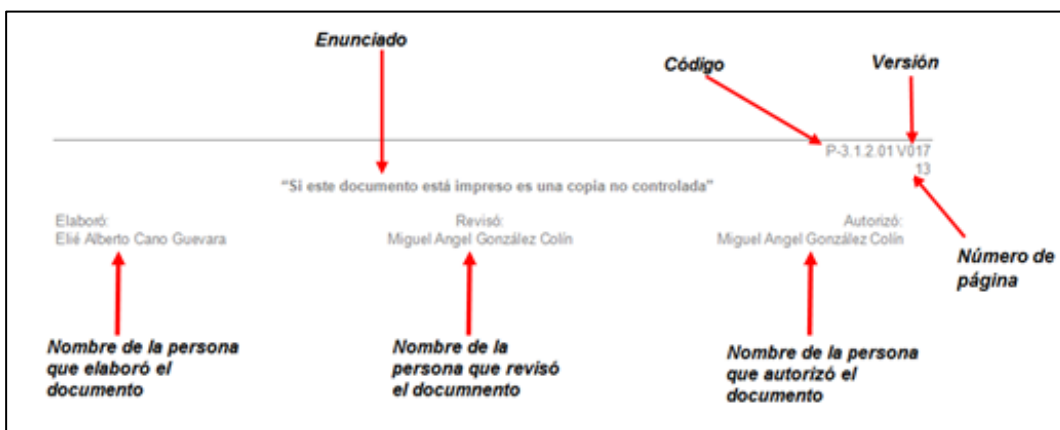 Enunciado
Código
Versión
P-3.1.2.01 V017
13
"Si este documento está impreso es una copia no controlada"
Elaboró:
Elié Alberto Cano Guevara
Revisó:
Miguel Angel González Colín
Autorizó:
Miguel Angel González Colín
Número de
página
Nombre de la persona
que elaboró el
documento
Nombre de la
persona que revisó
el documnento
Nombre de la persona
que autorizó el
documento